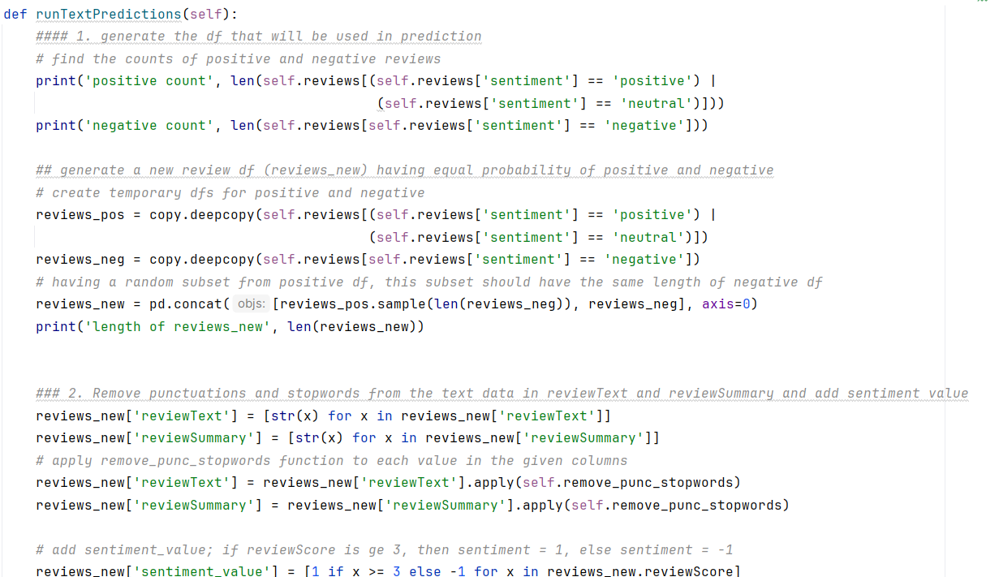 def runTextPredictions(self):
    #### 1. generate the df that will be used in prediction
    # find the counts of positive and negative reviews
    print('positive count', len(self.reviews[(self.reviews['sentiment'] == 'positive') |
                                              (self.reviews['sentiment'] == 'neutral')]))
    print('negative count', len(self.reviews[self.reviews['sentiment'] == 'negative']))

    ## generate a new review df (reviews_new) having equal probability of positive and negative
    # create temporary dfs for positive and negative
    reviews_pos = copy.deepcopy(self.reviews[(self.reviews['sentiment'] == 'positive') |
                                             (self.reviews['sentiment'] == 'neutral')])
    reviews_neg = copy.deepcopy(self.reviews[self.reviews['sentiment'] == 'negative'])
    # having a random subset from positive df, this subset should have the same length of negative df
    reviews_new = pd.concat( objs: [reviews_pos.sample(len(reviews_neg)), reviews_neg], axis=0)
    print('length of reviews_new', len(reviews_new))

    ### 2. Remove punctuations and stopwords from the text data in reviewText and reviewSummary and add sentiment value
    reviews_new['reviewText'] = [str(x) for x in reviews_new['reviewText']]
    reviews_new['reviewSummary'] = [str(x) for x in reviews_new['reviewSummary']]
    # apply remove_punc_stopwords function to each value in the given columns
    reviews_new['reviewText'] = reviews_new['reviewText'].apply(self.remove_punc_stopwords)
    reviews_new['reviewSummary'] = reviews_new['reviewSummary'].apply(self.remove_punc_stopwords)

    # add sentiment_value; if reviewScore is ge 3, then sentiment = 1, else sentiment = -1
    reviews_new['sentiment_value'] = [1 if x >= 3 else -1 for x in reviews_new.reviewScore]